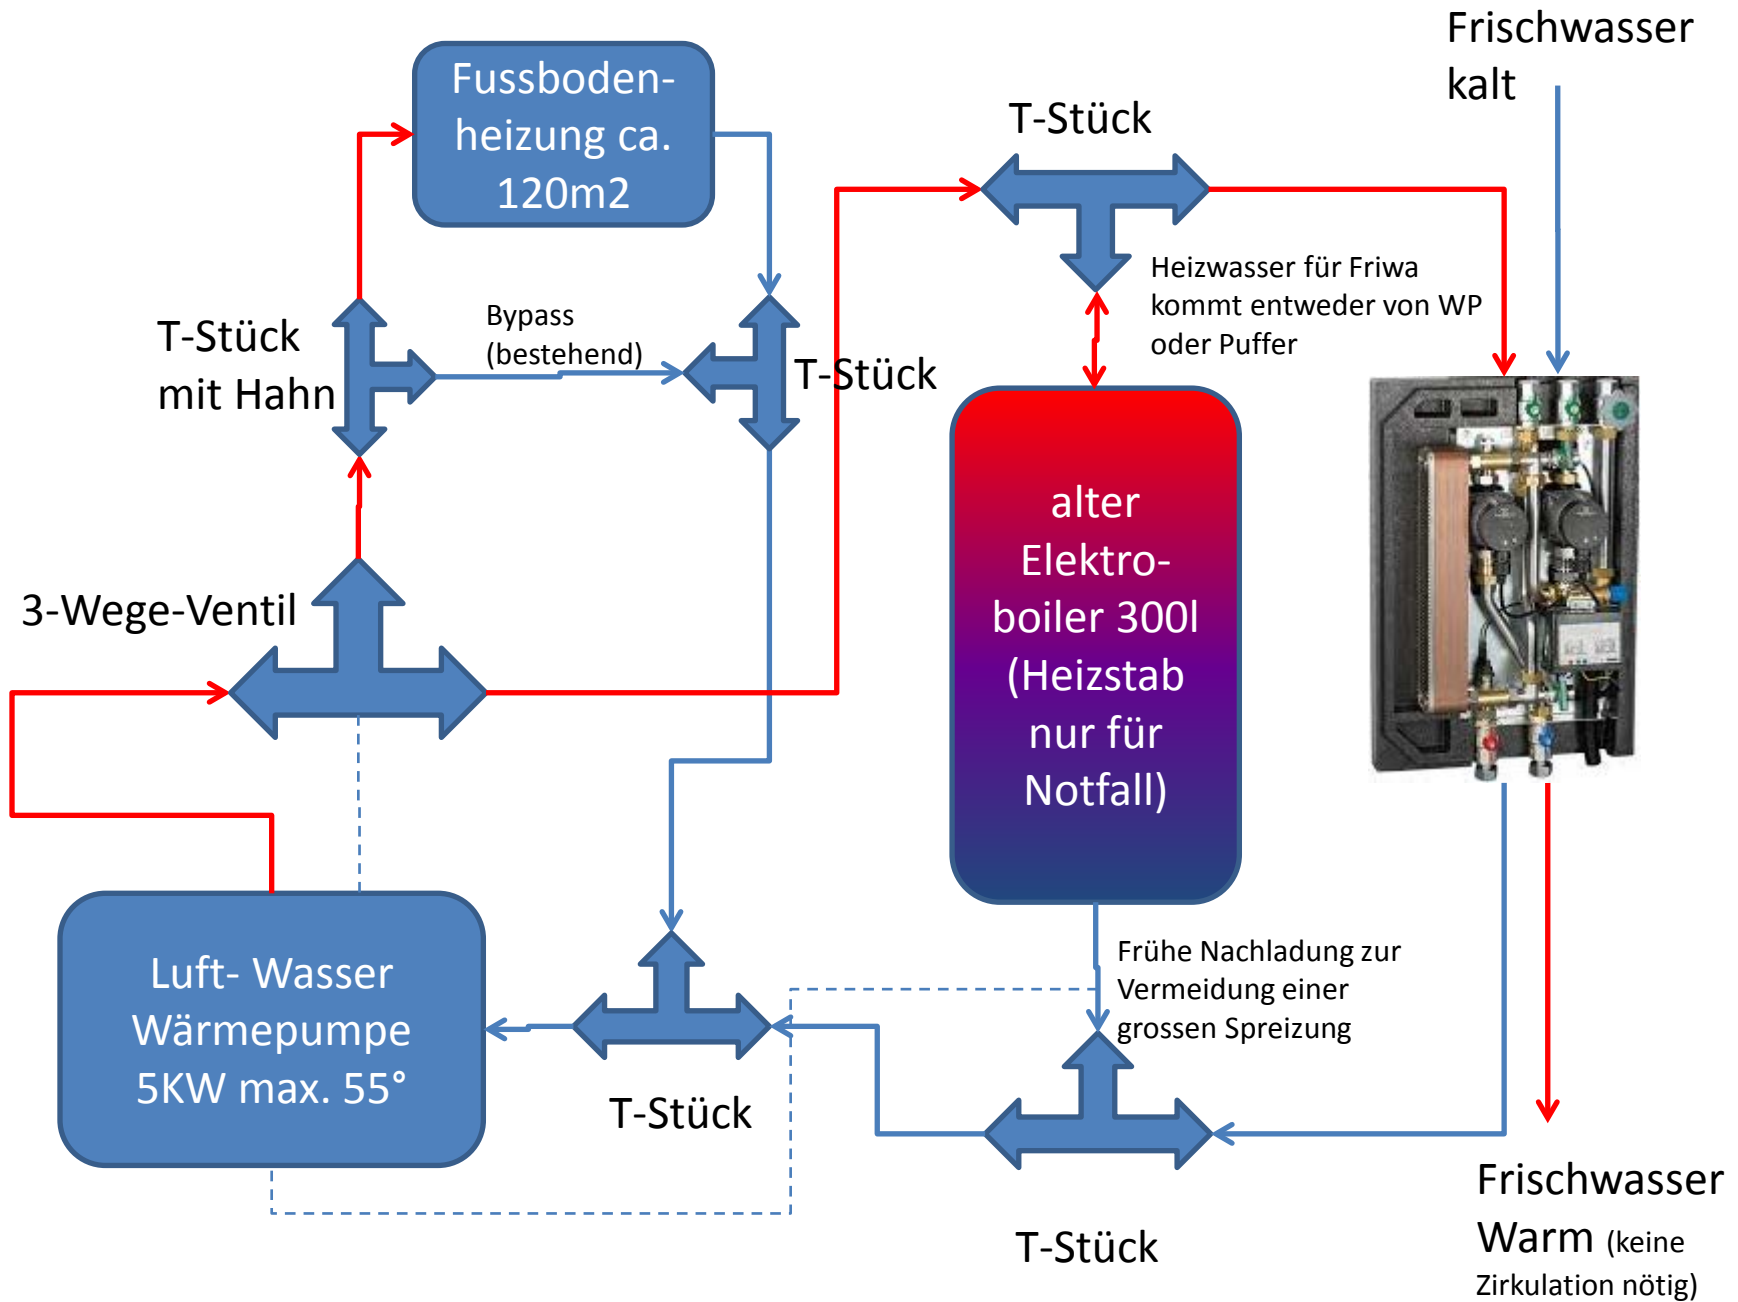 Frischwasser
kalt
Fussboden-
heizung ca.
120m2
T-Stück
Heizwasser für Friwa
kommt entweder von WP
oder Puffer
Bypass
(bestehend)
T-Stück
mit Hahn
T-Stück
alter
Elektro-
boiler 300l
(Heizstab
nur für
Notfall)
3-Wege-Ventil
Luft- Wasser
Wärmepumpe
5KW max. 55°
Frühe Nachladung zur
Vermeidung einer
grossen Spreizung
T-Stück
T-Stück
Frischwasser
Warm (keine
Zirkulation nötig)